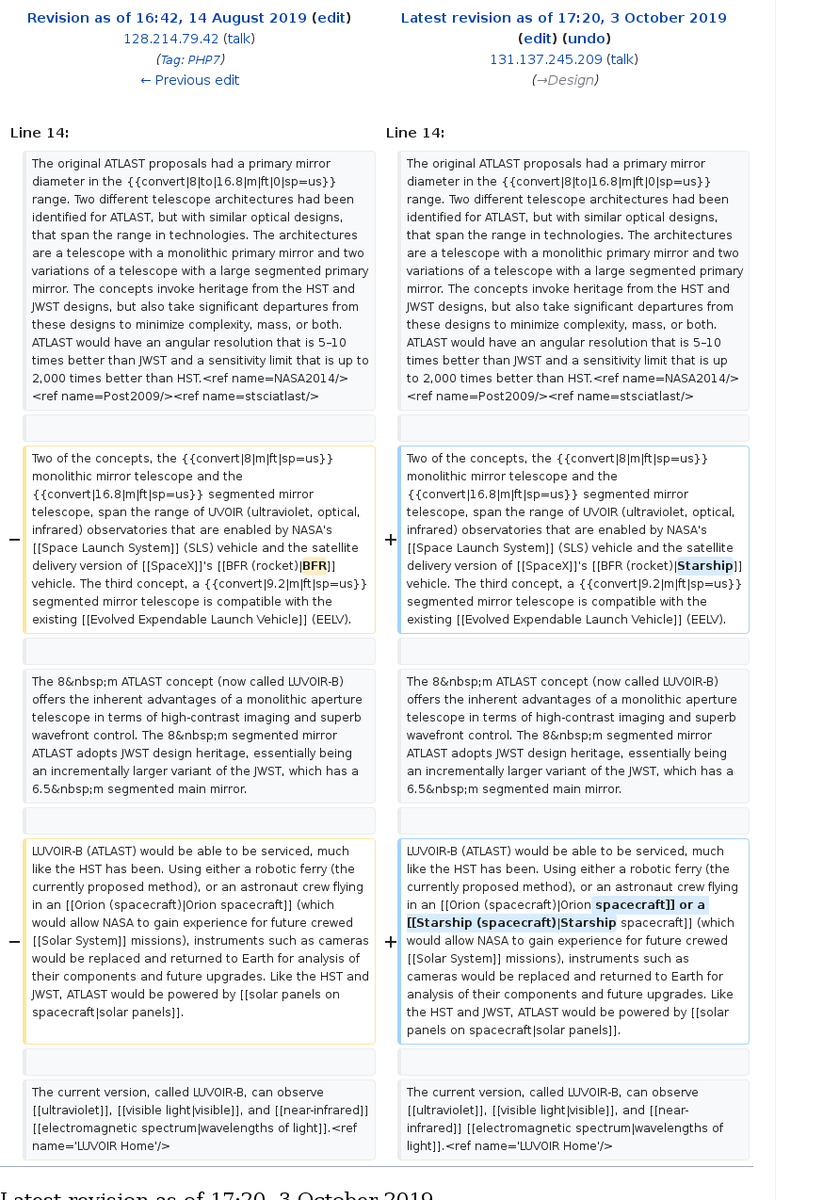 Revision as of 16:42, 14 August 2019 (edit)
128.214.79.42 (talk)
(Tag: PHP7)
← Previous edit
Latest revision as of 17:20, 3 October 2019
(edit) (undo)
131.137.245.209 (talk)
(→Design)
Line 14:
The original ATLAST proposals had a primary mirror
diameter in the {{convert|8|to|16.8|m|ft|0|sp=us}}
range. Two different telescope architectures had been
identified for ATLAST, but with similar optical designs,
that span the range in technologies. The architectures
are a telescope with a monolithic primary mirror and two
variations of a telescope with a large segmented primary
mirror. The concepts invoke heritage from the HST and
JWST designs, but also take significant departures from
these designs to minimize complexity, mass, or both.
ATLAST would have an angular resolution that is 5–10
times better than JWST and a sensitivity limit that is up to
2,000 times better than HST.<ref name=NASA2014/>
<ref name=Post2009/><ref name=stsciatlast/>
Line 14:
The original ATLAST proposals had a primary mirror
diameter in the {{convert|8|to|16.8|m|ft|0|sp=us}}
range. Two different telescope architectures had been
identified for ATLAST, but with similar optical designs,
that span the range in technologies. The architectures
are a telescope with a monolithic primary mirror and two
variations of a telescope with a large segmented primary
mirror. The concepts invoke heritage from the HST and
JWST designs, but also take significant departures from
these designs to minimize complexity, mass, or both.
ATLAST would have an angular resolution that is 5–10
times better than JWST and a sensitivity limit that is up
to 2,000 times better than HST.<ref name=NASA2014/>
<ref name=Post2009/><ref name=stsciatlast/>
−
Two of the concepts, the {{convert|8|m|ft|sp=us}}
monolithic mirror telescope and the
{{convert|16.8|m|ft|sp=us}} segmented mirror
telescope, span the range of UVOIR (ultraviolet, optical,
infrared) observatories that are enabled by NASA's
[[Space Launch System]] (SLS) vehicle and the satellite
delivery version of [[SpaceX]]'s [[BFR (rocket)|BFR]]
vehicle. The third concept, a {{convert|9.2|m|ft|sp=us}}
segmented mirror telescope is compatible with the
existing [[Evolved Expendable Launch Vehicle]] (EELV).
+
Two of the concepts, the {{convert|8|m|ft|sp=us}}
monolithic mirror telescope and the
{{convert|16.8|m|ft|sp=us}} segmented mirror
telescope, span the range of UVOIR (ultraviolet, optical,
infrared) observatories that are enabled by NASA's
[[Space Launch System]] (SLS) vehicle and the satellite
delivery version of [[SpaceX]]'s [[BFR (rocket)|Starship]]
vehicle. The third concept, a {{convert|9.2|m|ft|sp=us}}
segmented mirror telescope is compatible with the
existing [[Evolved Expendable Launch Vehicle]] (EELV).
The 8&nbsp;m ATLAST concept (now called LUVOIR-B)
offers the inherent advantages of a monolithic aperture
telescope in terms of high-contrast imaging and superb
wavefront control. The 8&nbsp;m segmented mirror
ATLAST adopts JWST design heritage, essentially being
an incrementally larger variant of the JWST, which has a
6.5&nbsp;m segmented main mirror.
The 8&nbsp;m ATLAST concept (now called LUVOIR-B)
offers the inherent advantages of a monolithic aperture
telescope in terms of high-contrast imaging and superb
wavefront control. The 8&nbsp;m segmented mirror
ATLAST adopts JWST design heritage, essentially being
an incrementally larger variant of the JWST, which has a
6.5&nbsp;m segmented main mirror.
−
LUVOIR-B (ATLAST) would be able to be serviced, much
like the HST has been. Using either a robotic ferry (the
currently proposed method), or an astronaut crew flying
in an [[Orion (spacecraft)|Orion spacecraft]] (which
would allow NASA to gain experience for future crewed
[[Solar System]] missions), instruments such as cameras
would be replaced and returned to Earth for analysis of
their components and future upgrades. Like the HST and
JWST, ATLAST would be powered by [[solar panels on
spacecraft|solar panels]].
+
LUVOIR-B (ATLAST) would be able to be serviced, much
like the HST has been. Using either a robotic ferry (the
currently proposed method), or an astronaut crew flying
in an [[Orion (spacecraft)|Orion spacecraft]] or a
[[Starship (spacecraft)|Starship spacecraft]] (which
would allow NASA to gain experience for future crewed
[[Solar System]] missions), instruments such as
cameras would be replaced and returned to Earth for
analysis of their components and future upgrades. Like
the HST and JWST, ATLAST would be powered by [[solar
panels on spacecraft|solar panels]].
The current version, called LUVOIR-B, can observe
[[ultraviolet]], [[visible light|visible]], and [[near-infrared]]
[[electromagnetic spectrum|wavelengths of light]].<ref
name='LUVOIR Home'/>
The current version, called LUVOIR-B, can observe
[[ultraviolet]], [[visible light|visible]], and [[near-
infrared]] [[electromagnetic spectrum|wavelengths of
light]].<ref name='LUVOIR Home'/>
Latest revision as of 17:20, 3 October 2019